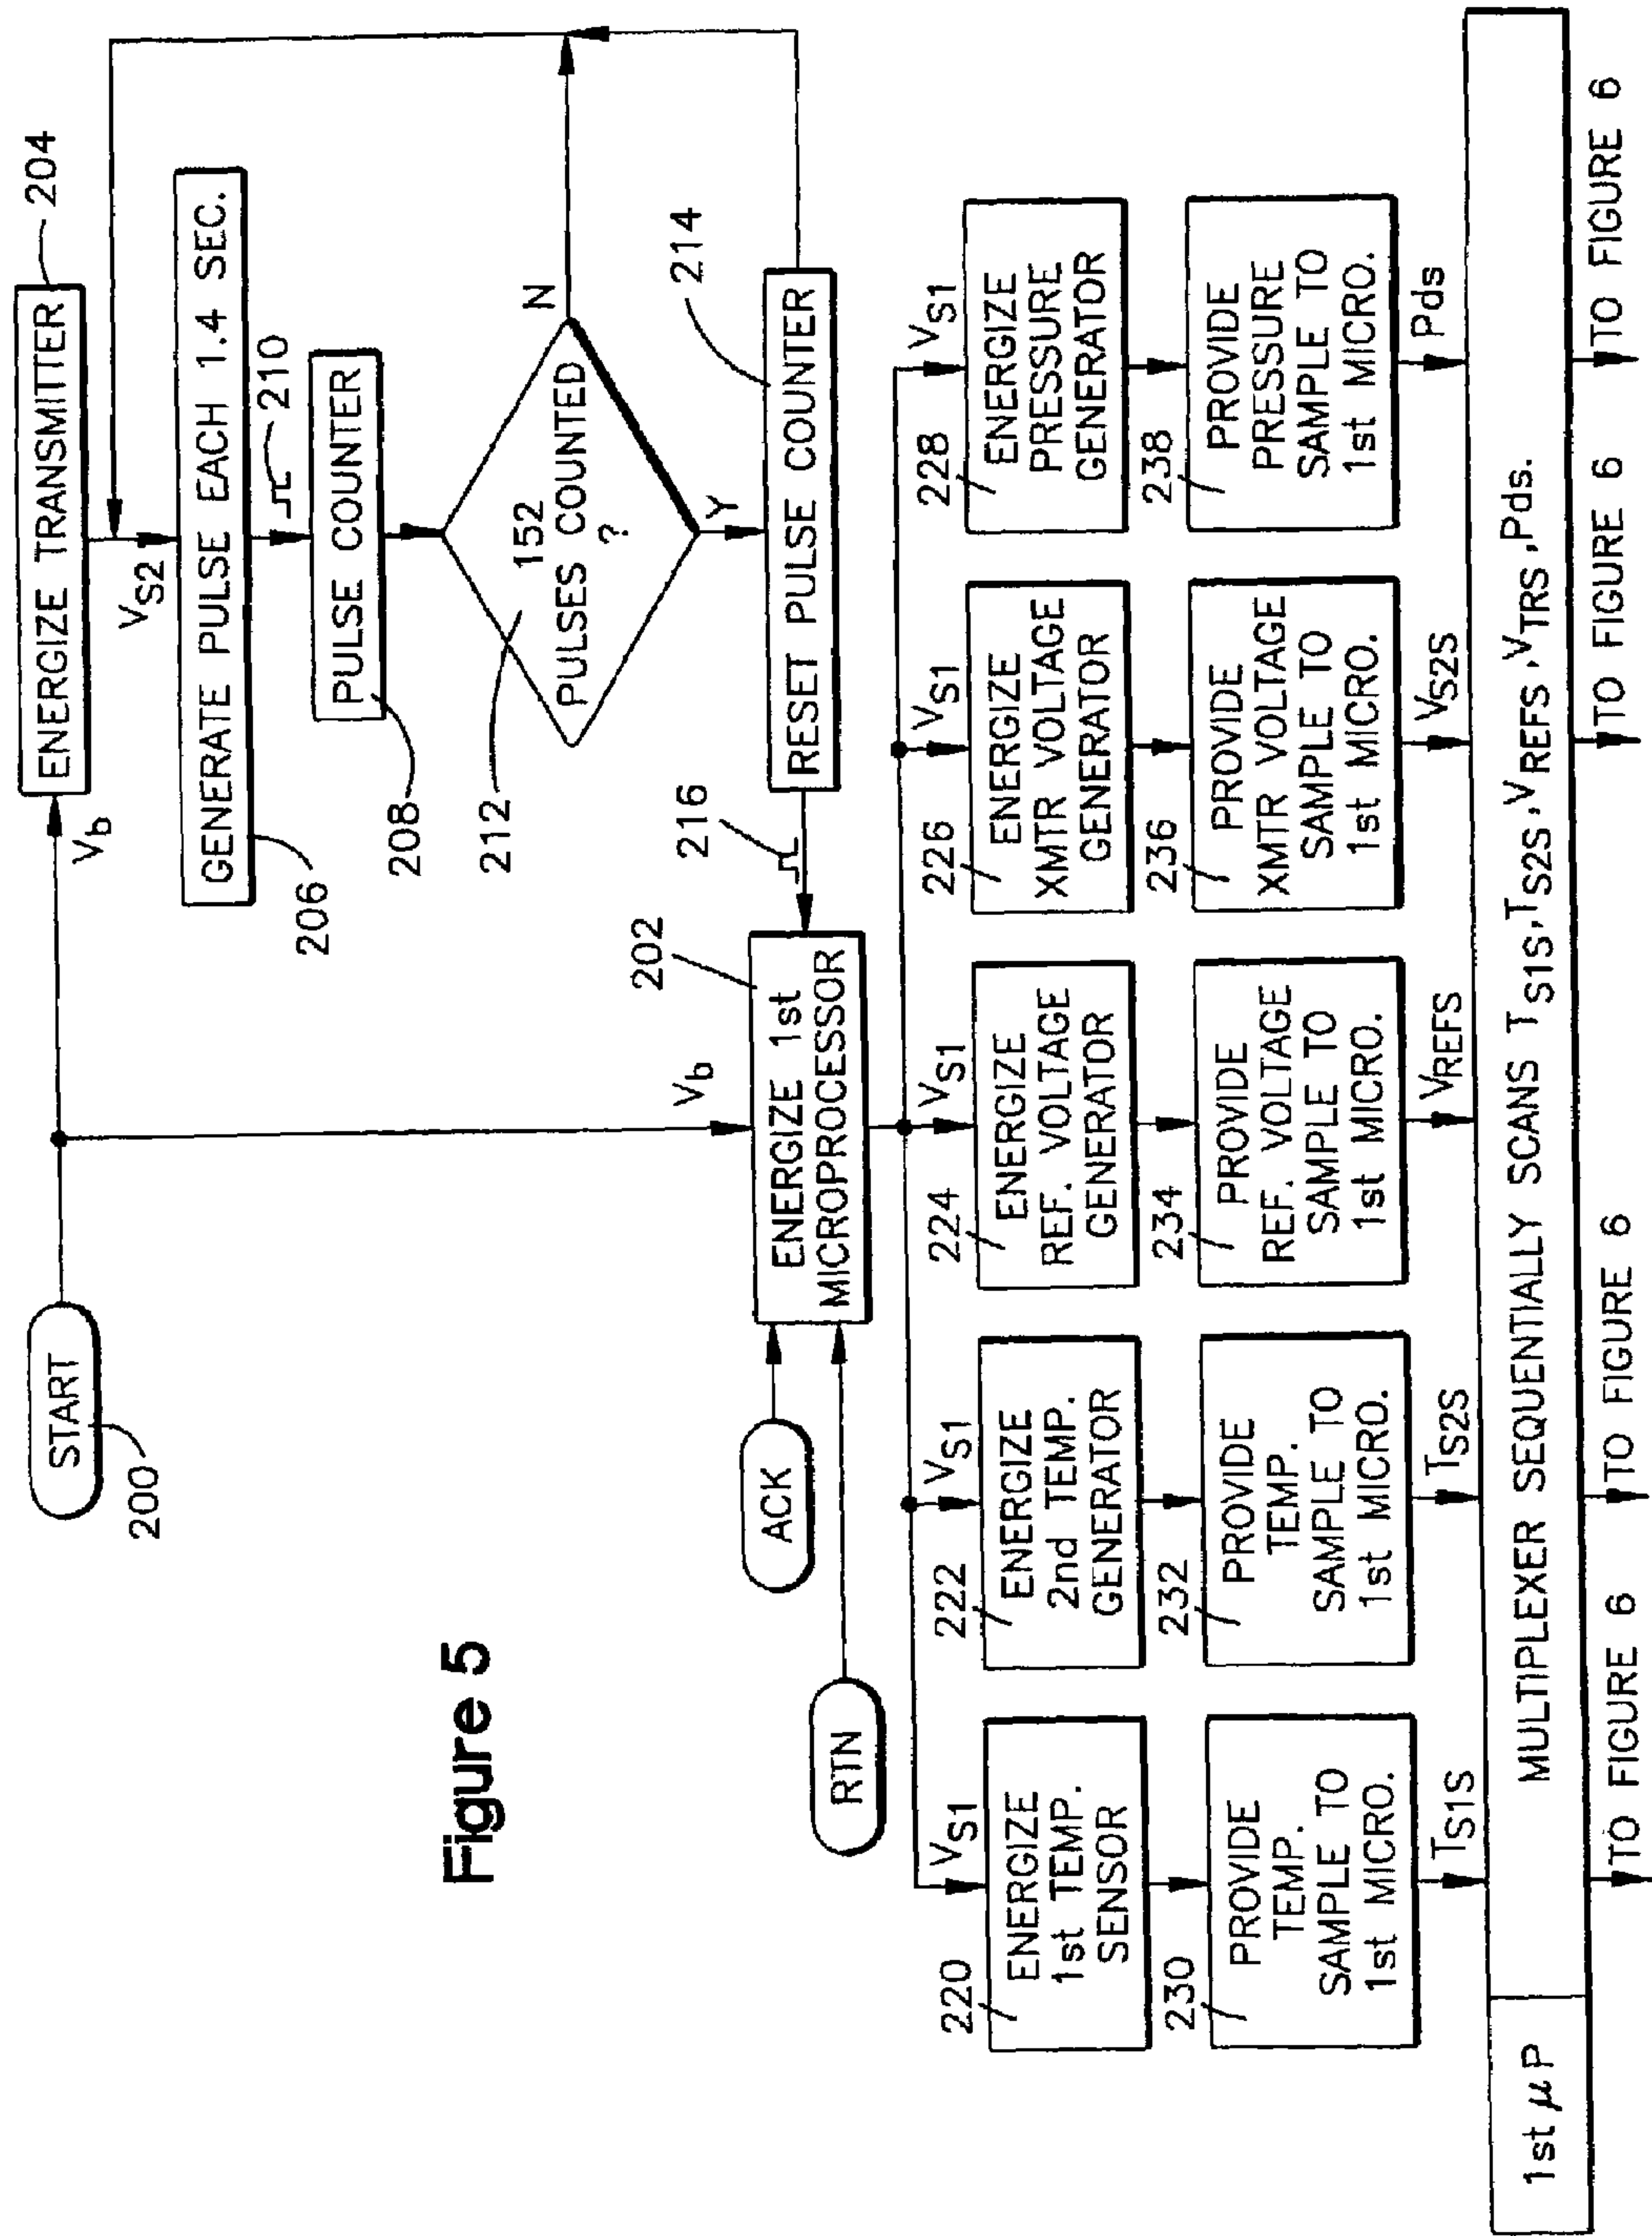 START
200
V_b
ENERGIZE TRANSMITTER
204
V_S2
GENERATE PULSE EACH 1.4 SEC.
206
210
PULSE COUNTER
208
152
PULSES COUNTED
?
212
N
Y
RESET PULSE COUNTER
214
216
V_b
202
ENERGIZE 1st
MICROPROCESSOR
ACK
RTN
Figure 5
V_S1
220
ENERGIZE
1st TEMP.
SENSOR
V_S1
222
ENERGIZE
2nd TEMP.
GENERATOR
V_S1
224
ENERGIZE
REF. VOLTAGE
GENERATOR
V_S1
226
ENERGIZE
XMTR VOLTAGE
GENERATOR
V_S1
228
ENERGIZE
PRESSURE
GENERATOR
230
PROVIDE
TEMP.
SAMPLE TO
1st MICRO.
232
PROVIDE
TEMP.
SAMPLE TO
1st MICRO.
234
PROVIDE
REF. VOLTAGE
SAMPLE TO
1st MICRO.
236
PROVIDE
XMTR VOLTAGE
SAMPLE TO
1st MICRO.
238
PROVIDE
PRESSURE
SAMPLE TO
1st MICRO.
T_S1S
T_S2S
V_REFS
V_S2S
Pds
1st μP
MULTIPLEXER SEQUENTIALLY SCANS T_S1S,T_S2S,V_REFS,V_TRS,Pds.
TO FIGURE 6
TO FIGURE 6
TO FIGURE 6
TO FIGURE 6